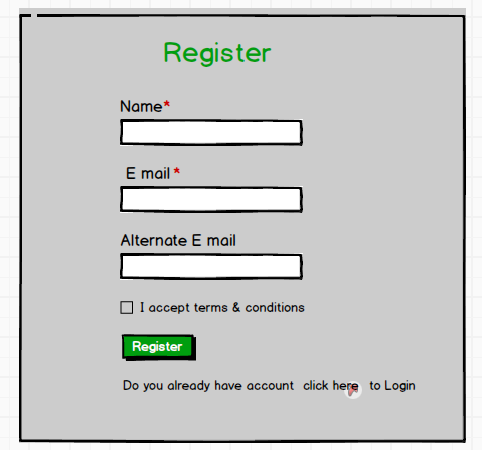 Register
Name*
E mail *
Alternate E mail
I accept terms & conditions
Register
Do you already have account click here to Login